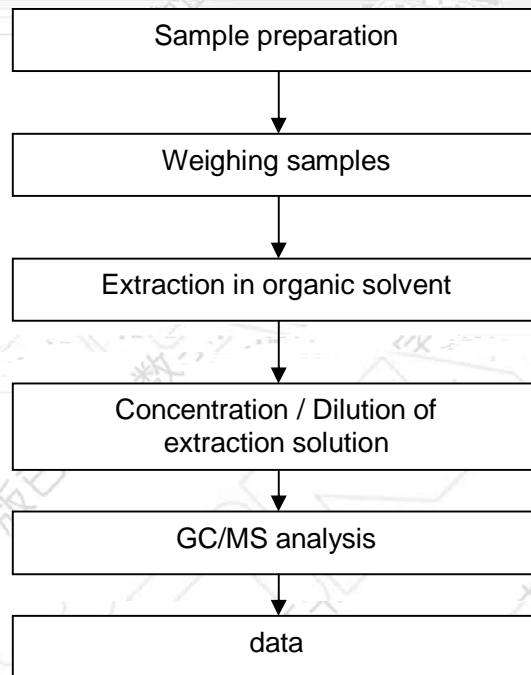 Sample preparation
Weighing samples
Extraction in organic solvent
Concentration / Dilution of
extraction solution
GC/MS analysis
data